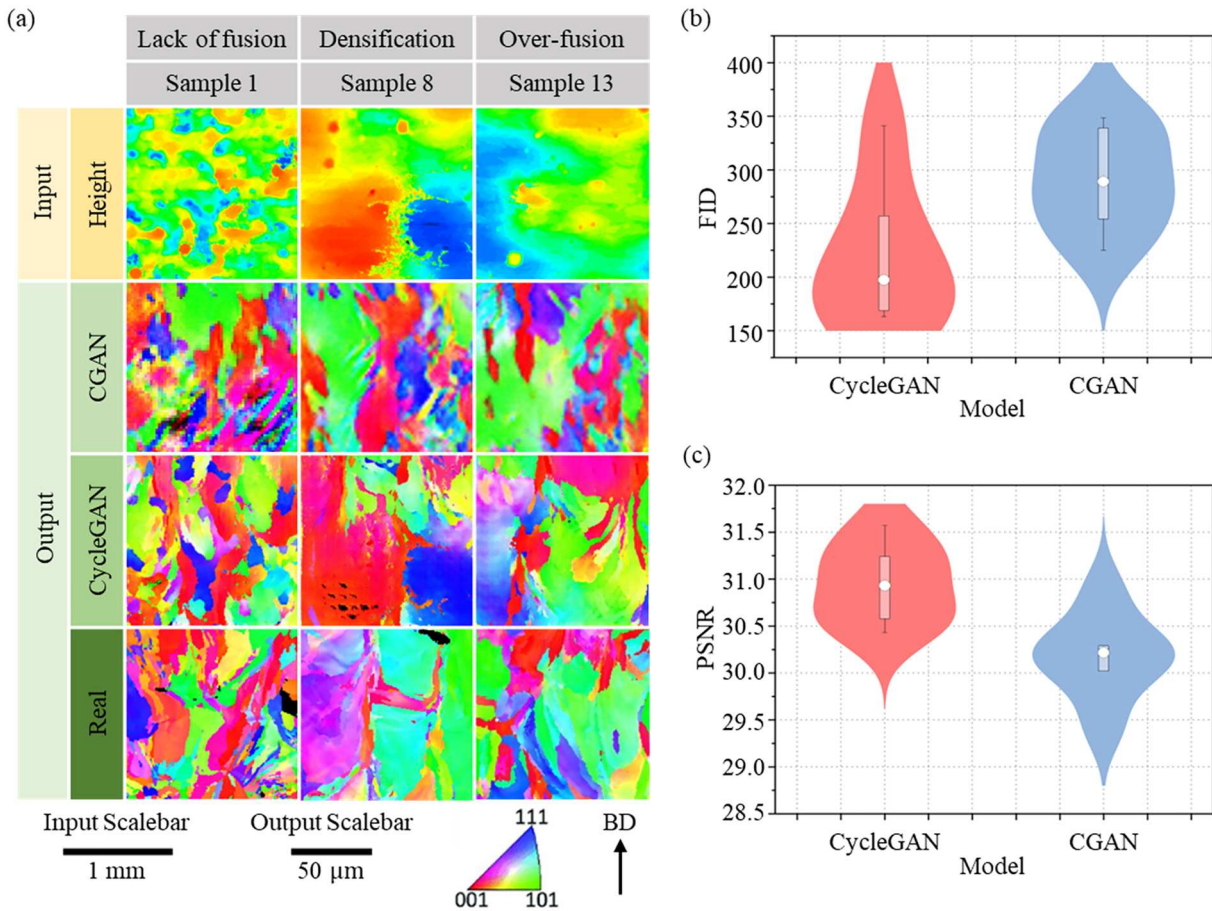 (a)
Lack of fusion Densification Over-fusion
Sample 1 Sample 8 Sample 13
Input Height
Output CGAN
CycleGAN
Real
Input Scalebar Output Scalebar 111 BD
1 mm 50 μm 001 101
(b)
400
350
300
250
200
150
FID
CycleGAN CGAN
Model
(c)
32.0
31.5
31.0
30.5
30.0
29.5
29.0
28.5
PSNR
CycleGAN CGAN
Model